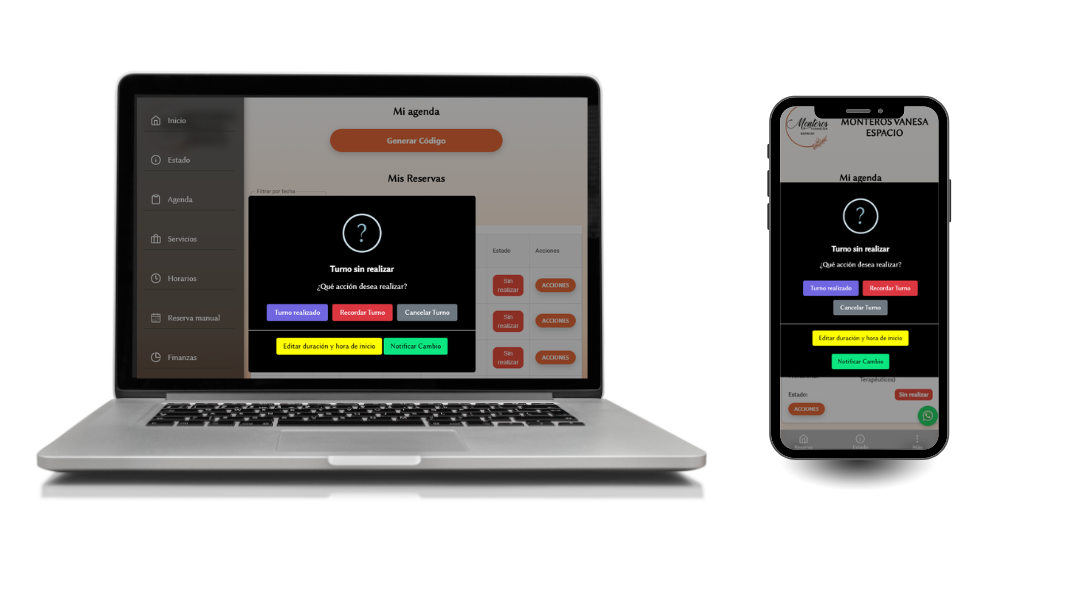 Inicio
Estado
Agenda
Servicios
Horarios
Reserva manual
Finanzas
Mi agenda
Generar Código
Mis Reservas
Filtrar por fecha
Estado
Acciones
Sin
realizar
ACCIONES
Sin
realizar
ACCIONES
Sin
realizar
ACCIONES
?
Turno sin realizar
¿Qué acción desea realizar?
Turno realizado
Recordar Turno
Cancelar Turno
Editar duración y hora de inicio
Notificar Cambio
Monteros
ESPACIO
MONTEROS VANESA
ESPACIO
Mi agenda
?
Turno sin realizar
¿Qué acción desea realizar?
Turno realizado
Recordar Turno
Cancelar Turno
Editar duración y hora de inicio
Notificar Cambio
Terapéuticos()
Estado:
Sin realizar
ACCIONES
Estado
Más